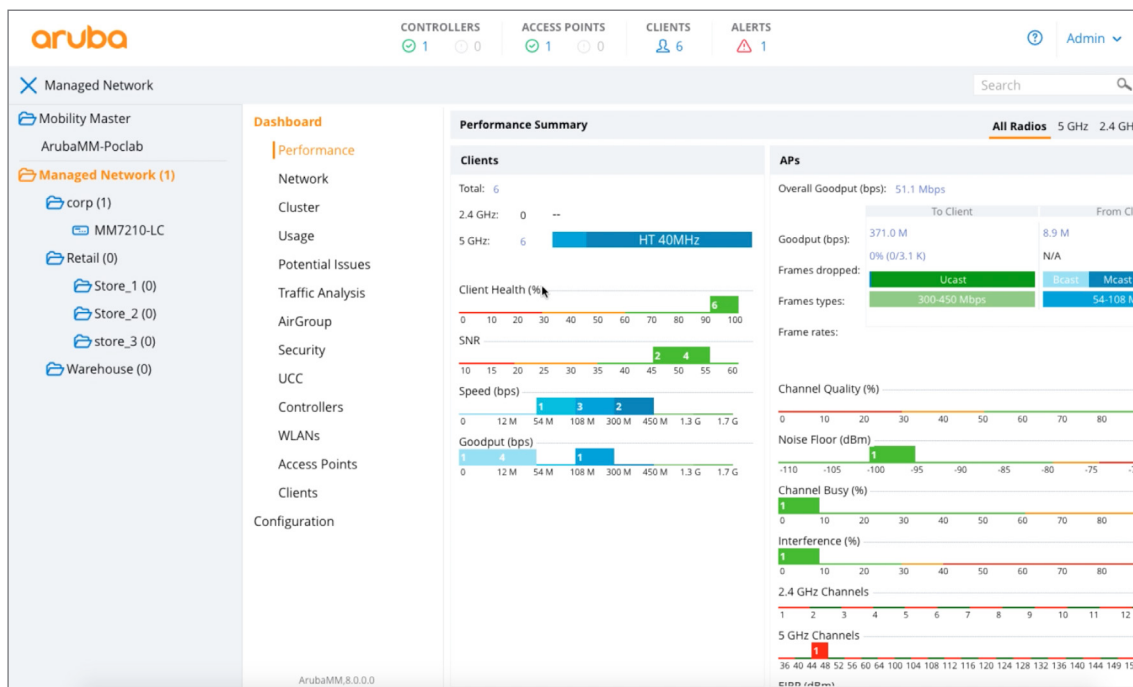 aruba
CONTROLLERS ACCESS POINTS CLIENTS ALERTS
1 0 1 0 6 1
Admin
Managed Network
Search
Mobility Master
ArubaMM-Poclab
Managed Network (1)
corp (1)
MM7210-LC
Retail (0)
Store_1 (0)
Store_2 (0)
store_3 (0)
Warehouse (0)
Dashboard
Performance
Network
Cluster
Usage
Potential Issues
Traffic Analysis
AirGroup
Security
UCC
Controllers
WLANs
Access Points
Clients
Configuration
ArubaMM,8.0.0.0
Performance Summary
All Radios 5 GHz 2.4 GH
Clients
Total: 6
2.4 GHz: 0 --
5 GHz: 6 HT 40MHz
Client Health (%)
6
0 10 20 30 40 50 60 70 80 90 100
SNR
2 4
10 15 20 25 30 35 40 45 50 55 60
Speed (bps)
1 3 2
0 12 M 54 M 108 M 300 M 450 M 1.3 G 1.7 G
Goodput (bps)
1 4 1
0 12 M 54 M 108 M 300 M 450 M 1.3 G 1.7 G
APs
Overall Goodput (bps): 51.1 Mbps
To Client From Cl
Goodput (bps): 371.0 M 8.9 M
0% (0/3.1 K) N/A
Frames dropped:
Ucast Bcast Mcast
Frames types: 300-450 Mbps 54-108 M
Frame rates:
Channel Quality (%)
0 10 20 30 40 50 60 70 80
Noise Floor (dBm)
1
-110 -105 -100 -95 -90 -85 -80 -75
Channel Busy (%)
1
0 10 20 30 40 50 60 70 80
Interference (%)
1
0 10 20 30 40 50 60 70 80
2.4 GHz Channels
1 2 3 4 5 6 7 8 9 10 11 12
5 GHz Channels
1
36 40 44 48 52 56 60 64 100 104 108 112 116 120 124 128 132 136 140 144 149 15
EIRP (dBm)